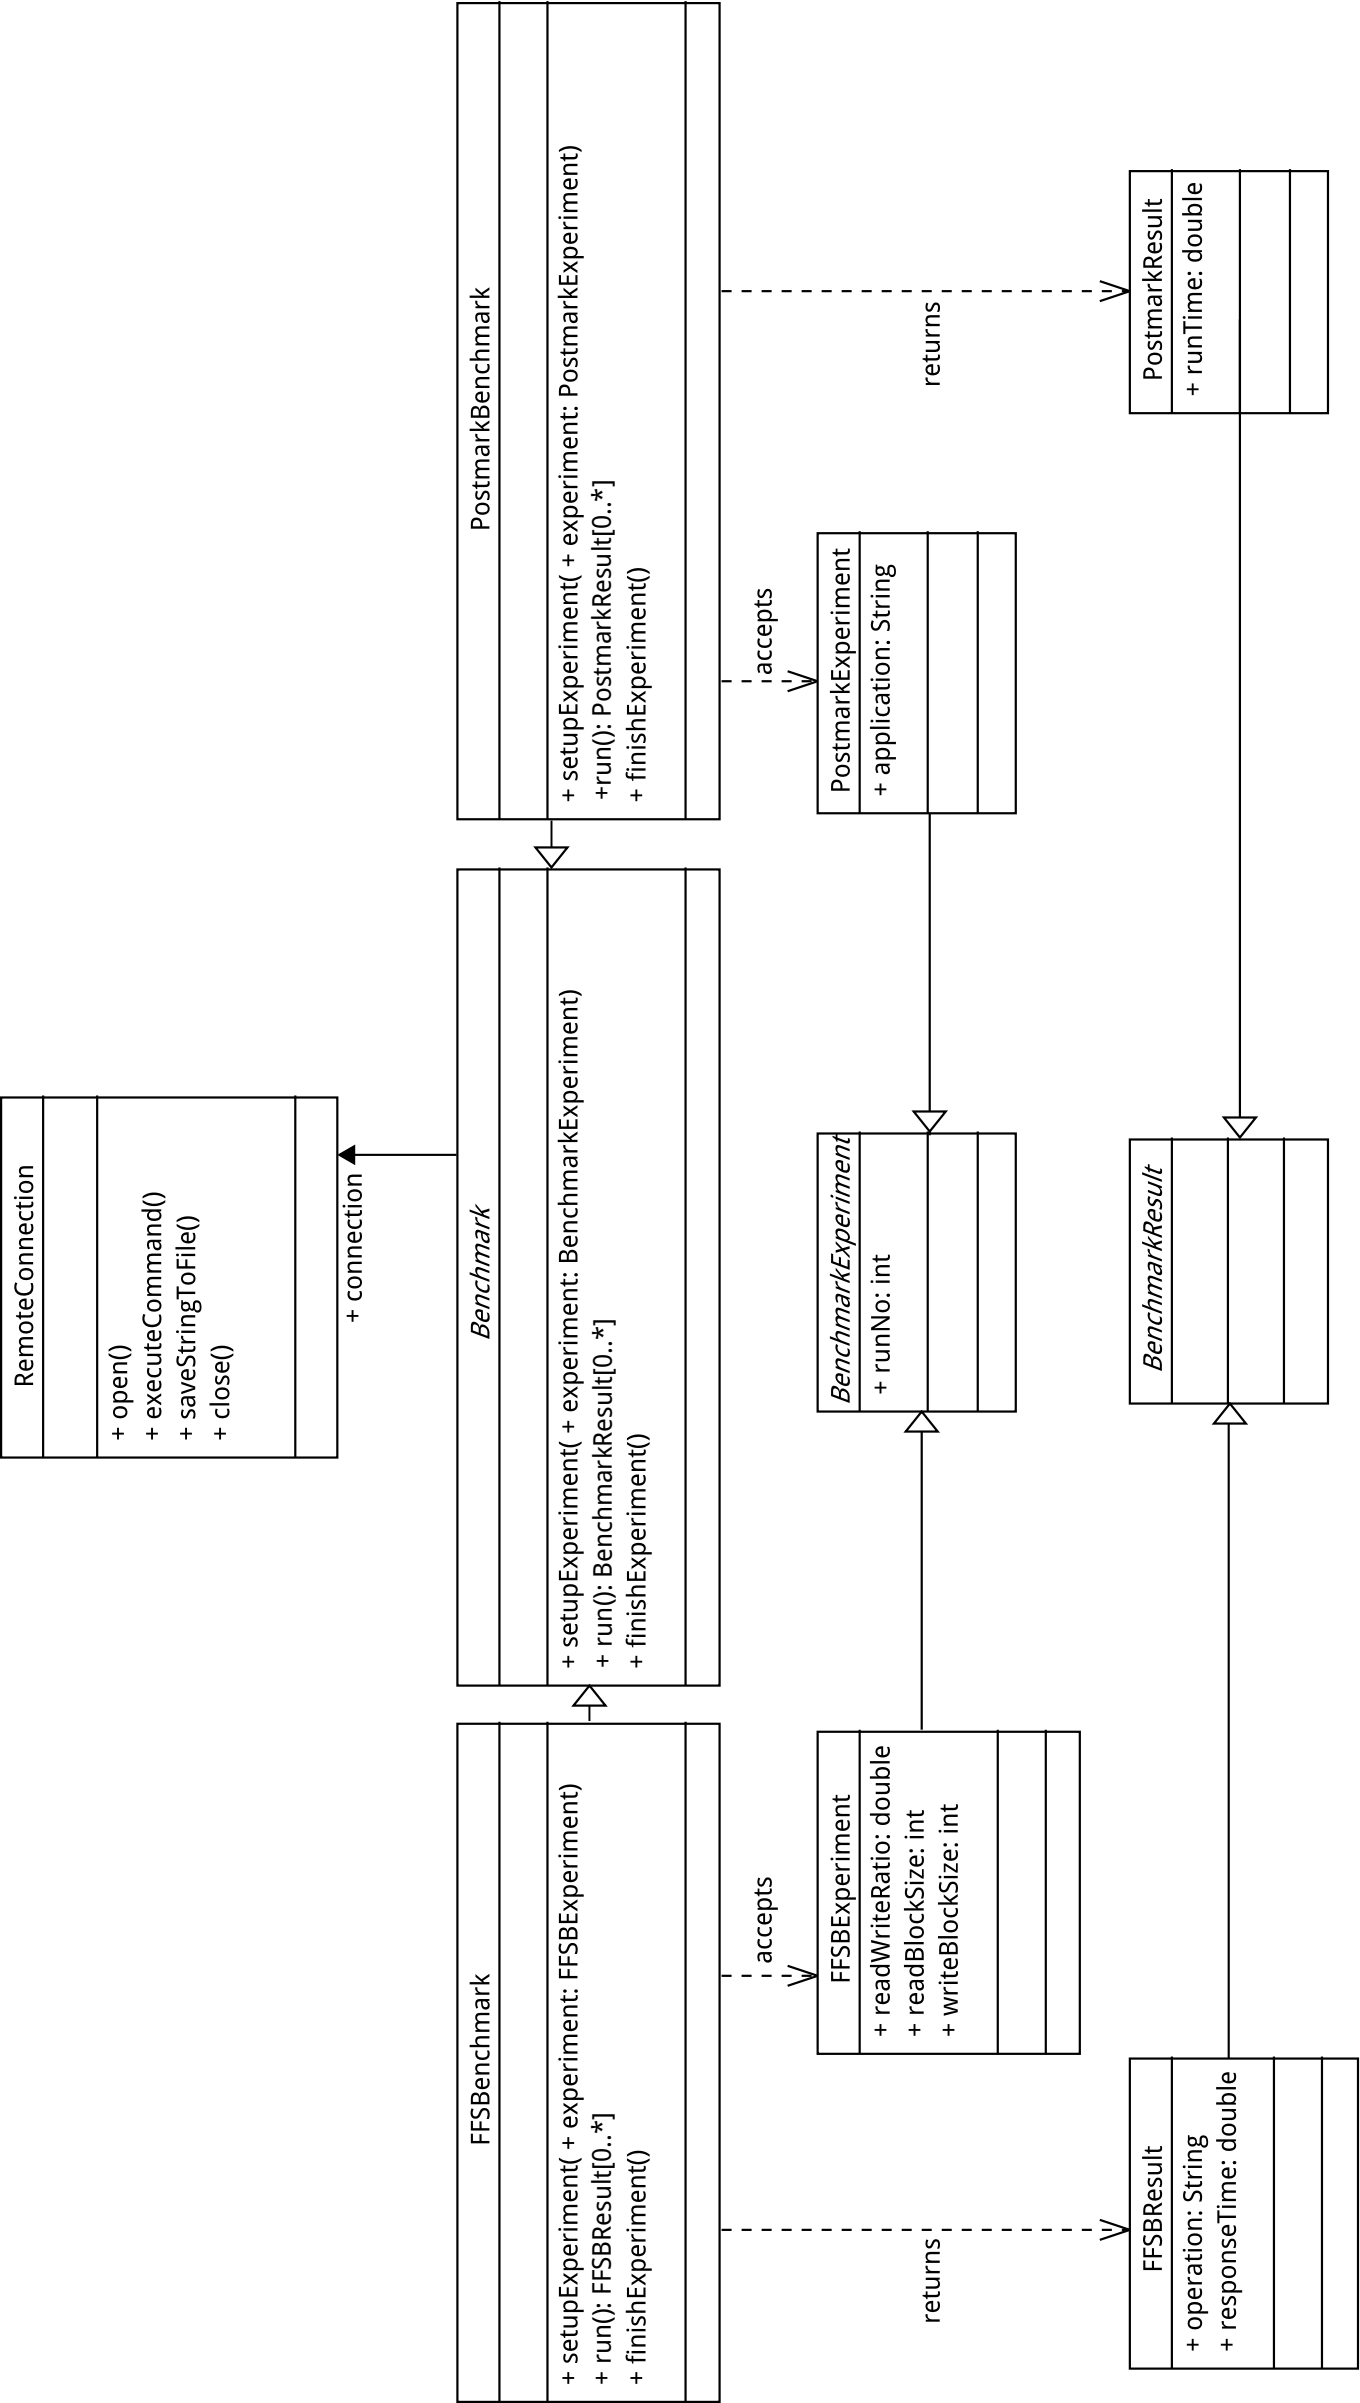 RemoteConnection
+ open()
+ executeCommand()
+ saveStringToFile()
+ close()
+ connection
FFSBenchmark
+ setupExperiment( + experiment: FFSBExperiment)
+ run(): FFSBResult[0..*]
+ finishExperiment()
Benchmark
+ setupExperiment( + experiment: BenchmarkExperiment)
+ run(): BenchmarkResult[0..*]
+ finishExperiment()
PostmarkBenchmark
+ setupExperiment( + experiment: PostmarkExperiment)
+run(): PostmarkResult[0..*]
+ finishExperiment()
accepts
accepts
FFSBExperiment
+ readWriteRatio: double
+ readBlockSize: int
+ writeBlockSize: int
BenchmarkExperiment
+ runNo: int
PostmarkExperiment
+ application: String
returns
returns
FFSBResult
+ operation: String
+ responseTime: double
BenchmarkResult
PostmarkResult
+ runTime: double